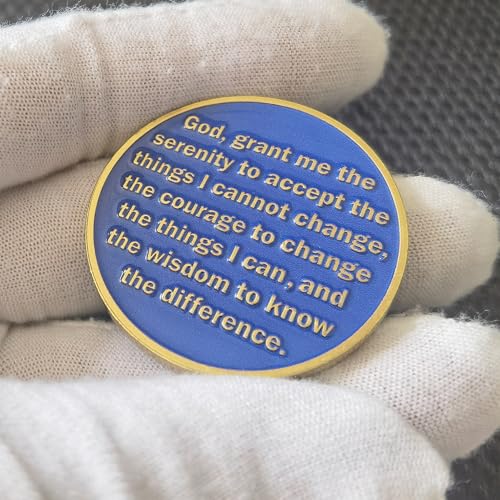 God, grant me the
serenity to accept the
things I cannot change,
the courage to change
the things I can, and
the wisdom to know
the difference.